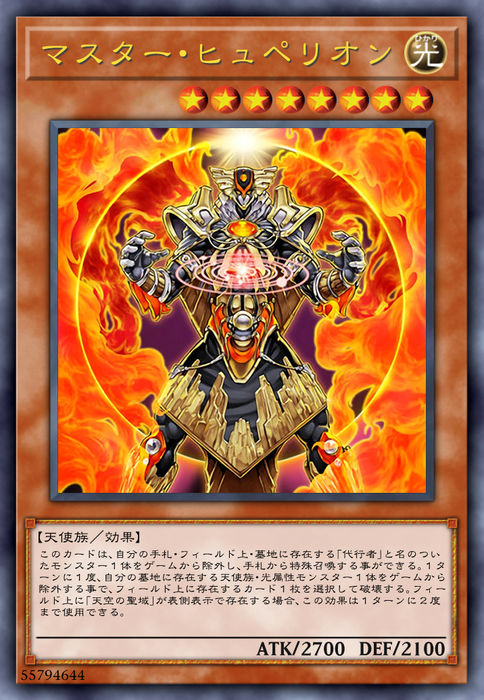 マスター・ヒュペリオン
ひかり
光
【天使族／効果】
このカードは、自分の手札・フィールド上・墓地に存在する「代行者」と名のつい
たモンスター１体をゲームから除外し、手札から特殊召喚する事ができる。１タ
ーンに１度、自分の墓地に存在する天使族・光属性モンスター１体をゲームから
除外する事で、フィールド上に存在するカード１枚を選択して破壊する。フィー
ルド上に「天空の聖域」が表側表示で存在する場合、この効果は１ターンに２度
まで使用できる。
ATK/2700 DEF/2100
55794644